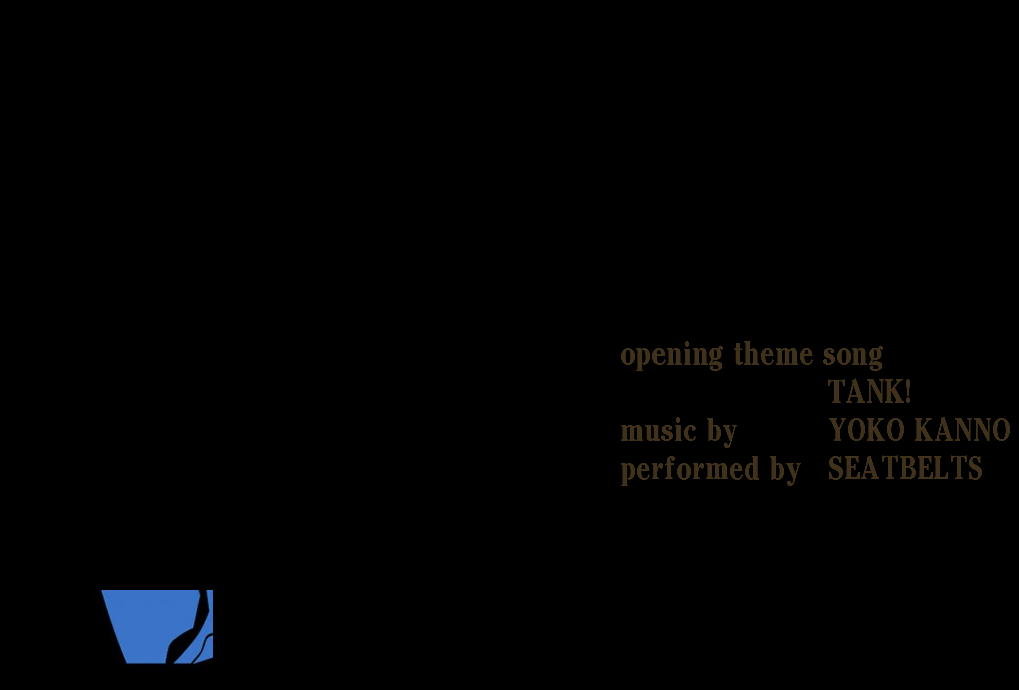 opening theme song
TANK!
music by YOKO KANNO
performed by SEATBELTS